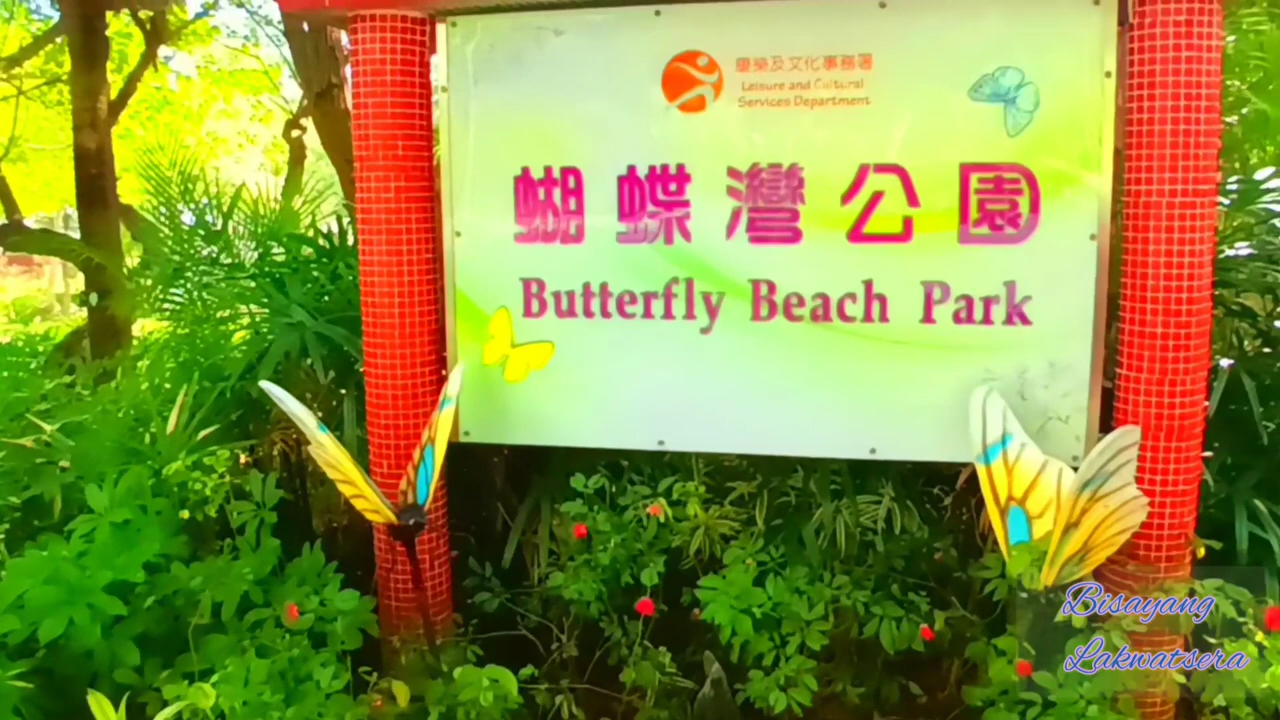 康樂及文化事務署
Leisure and Cultural
Services Department
蝴蝶灣公園
Butterfly Beach Park
Bisayang
Lakwatsera